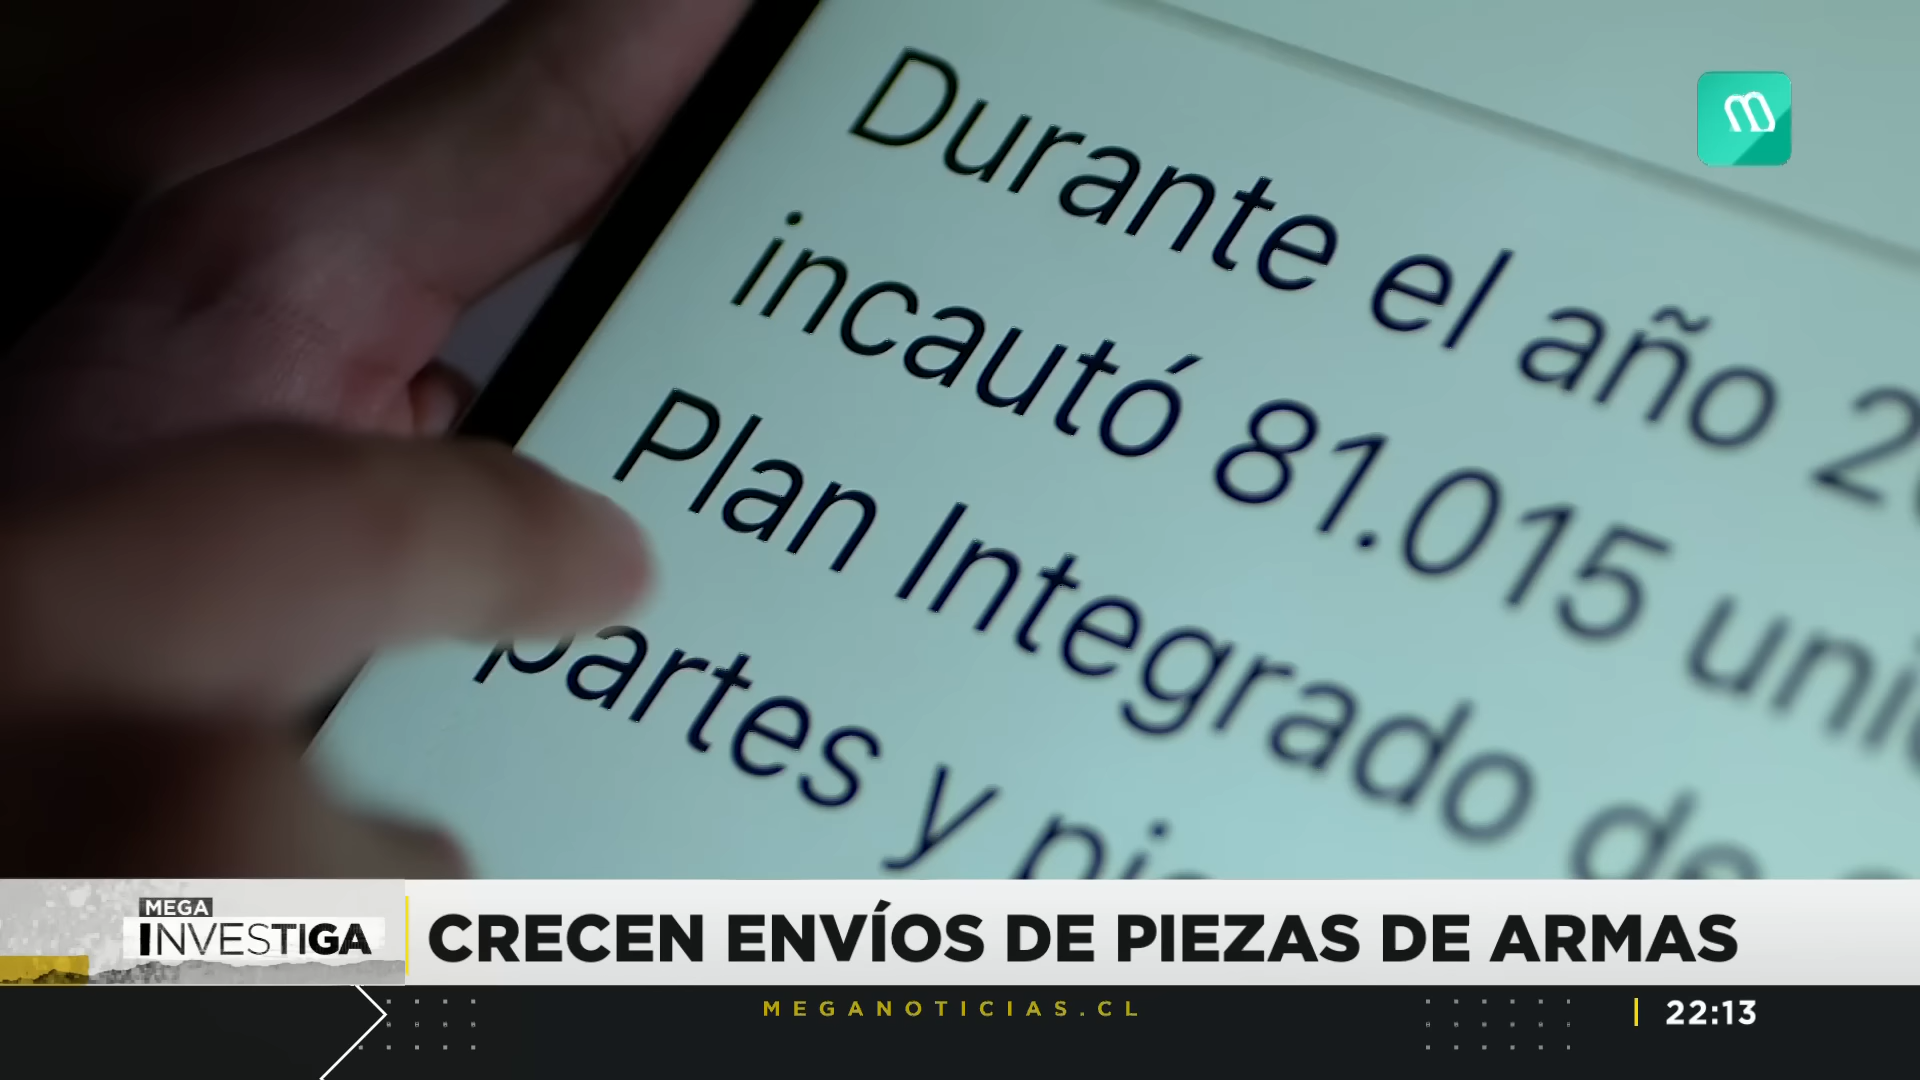 Durante el año
incautó 81.015
Plan Integrado de
partes y
MEGA
INVESTIGA
CRECEN ENVÍOS DE PIEZAS DE ARMAS
MEGANOTICIAS.CL
22:13